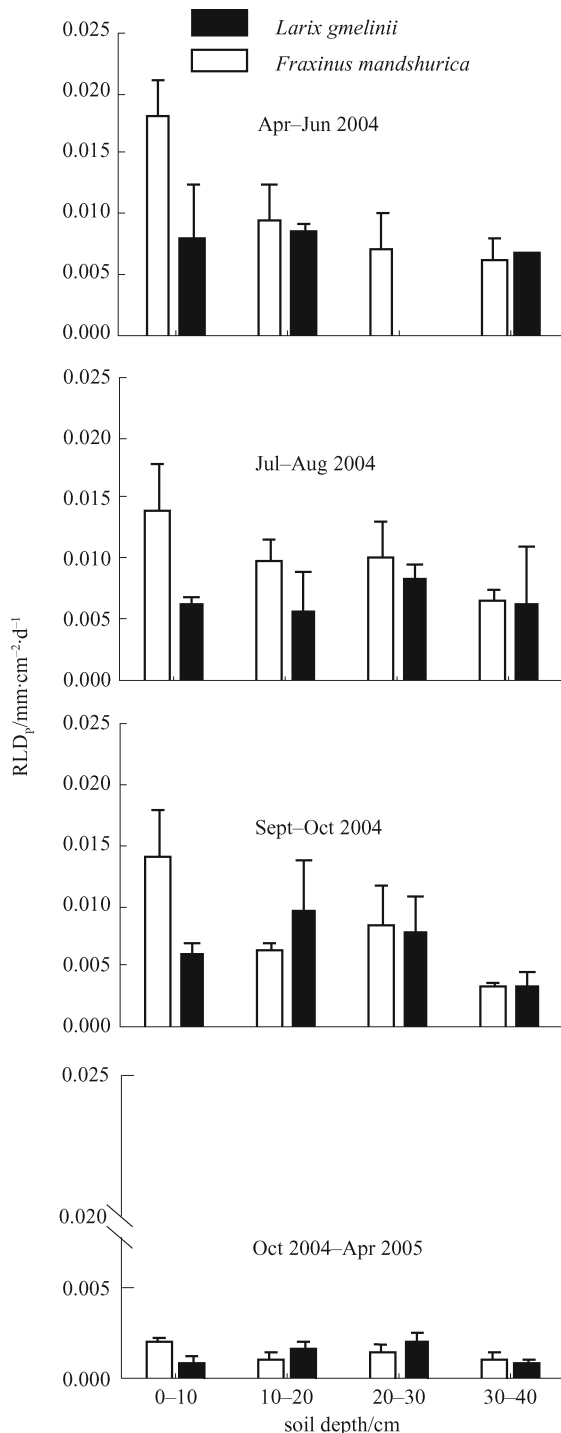 Larix gmelinii
Fraxinus mandshurica
Apr–Jun 2004
0.025
0.020
0.015
0.010
0.005
0.000
Jul–Aug 2004
0.025
0.020
0.015
0.010
0.005
0.000
RLDp/mm·cm⁻²·d⁻¹
Sept–Oct 2004
0.025
0.020
0.015
0.010
0.005
0.000
Oct 2004–Apr 2005
0.025
0.020
0.005
0.000
0–10 10–20 20–30 30–40
soil depth/cm